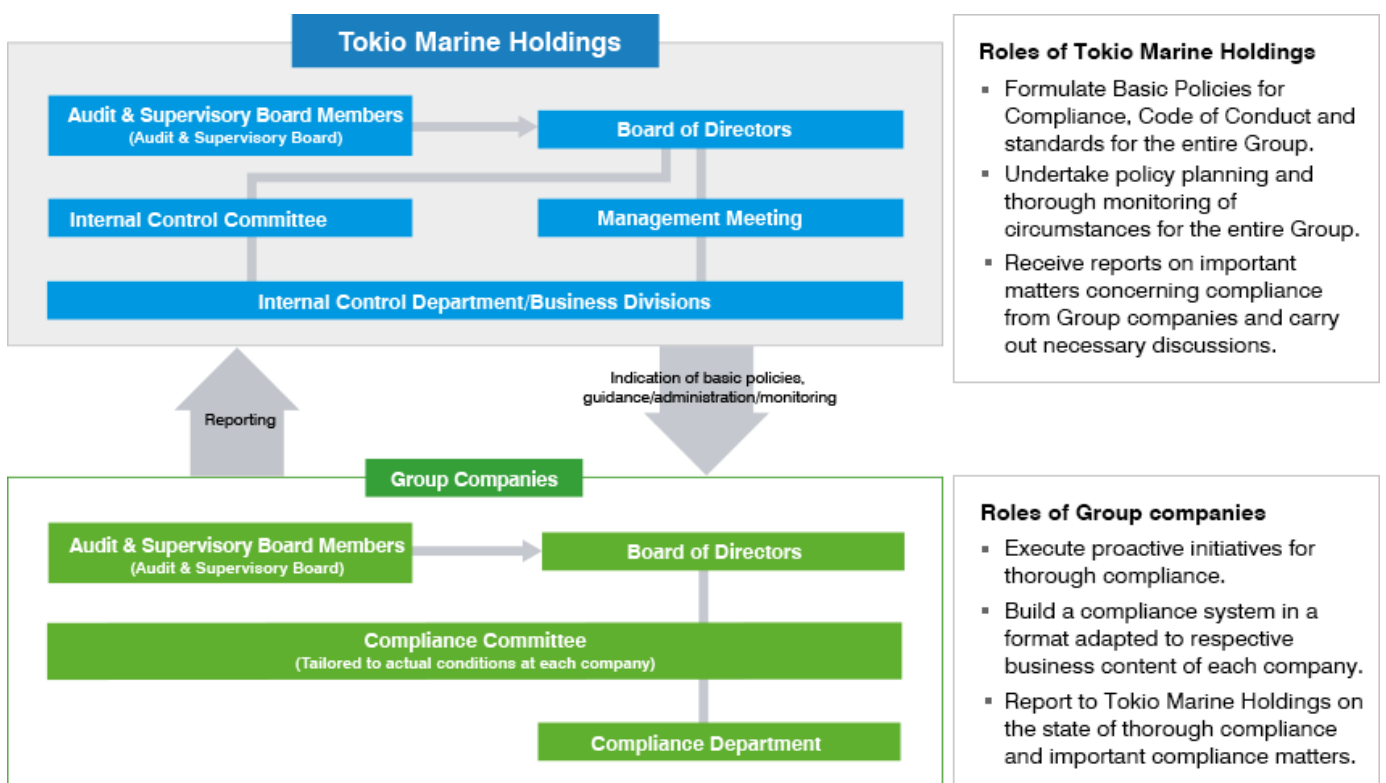 Tokio Marine Holdings
Audit & Supervisory Board Members
(Audit & Supervisory Board)
Board of Directors
Internal Control Committee
Management Meeting
Internal Control Department/Business Divisions
Roles of Tokio Marine Holdings
▪ Formulate Basic Policies for
Compliance, Code of Conduct and
standards for the entire Group.
▪ Undertake policy planning and
thorough monitoring of
circumstances for the entire Group.
▪ Receive reports on important
matters concerning compliance
from Group companies and carry
out necessary discussions.
Reporting
Indication of basic policies,
guidance/administration/monitoring
Group Companies
Audit & Supervisory Board Members
(Audit & Supervisory Board)
Board of Directors
Compliance Committee
(Tailored to actual conditions at each company)
Compliance Department
Roles of Group companies
▪ Execute proactive initiatives for
thorough compliance.
▪ Build a compliance system in a
format adapted to respective
business content of each company.
▪ Report to Tokio Marine Holdings on
the state of thorough compliance
and important compliance matters.